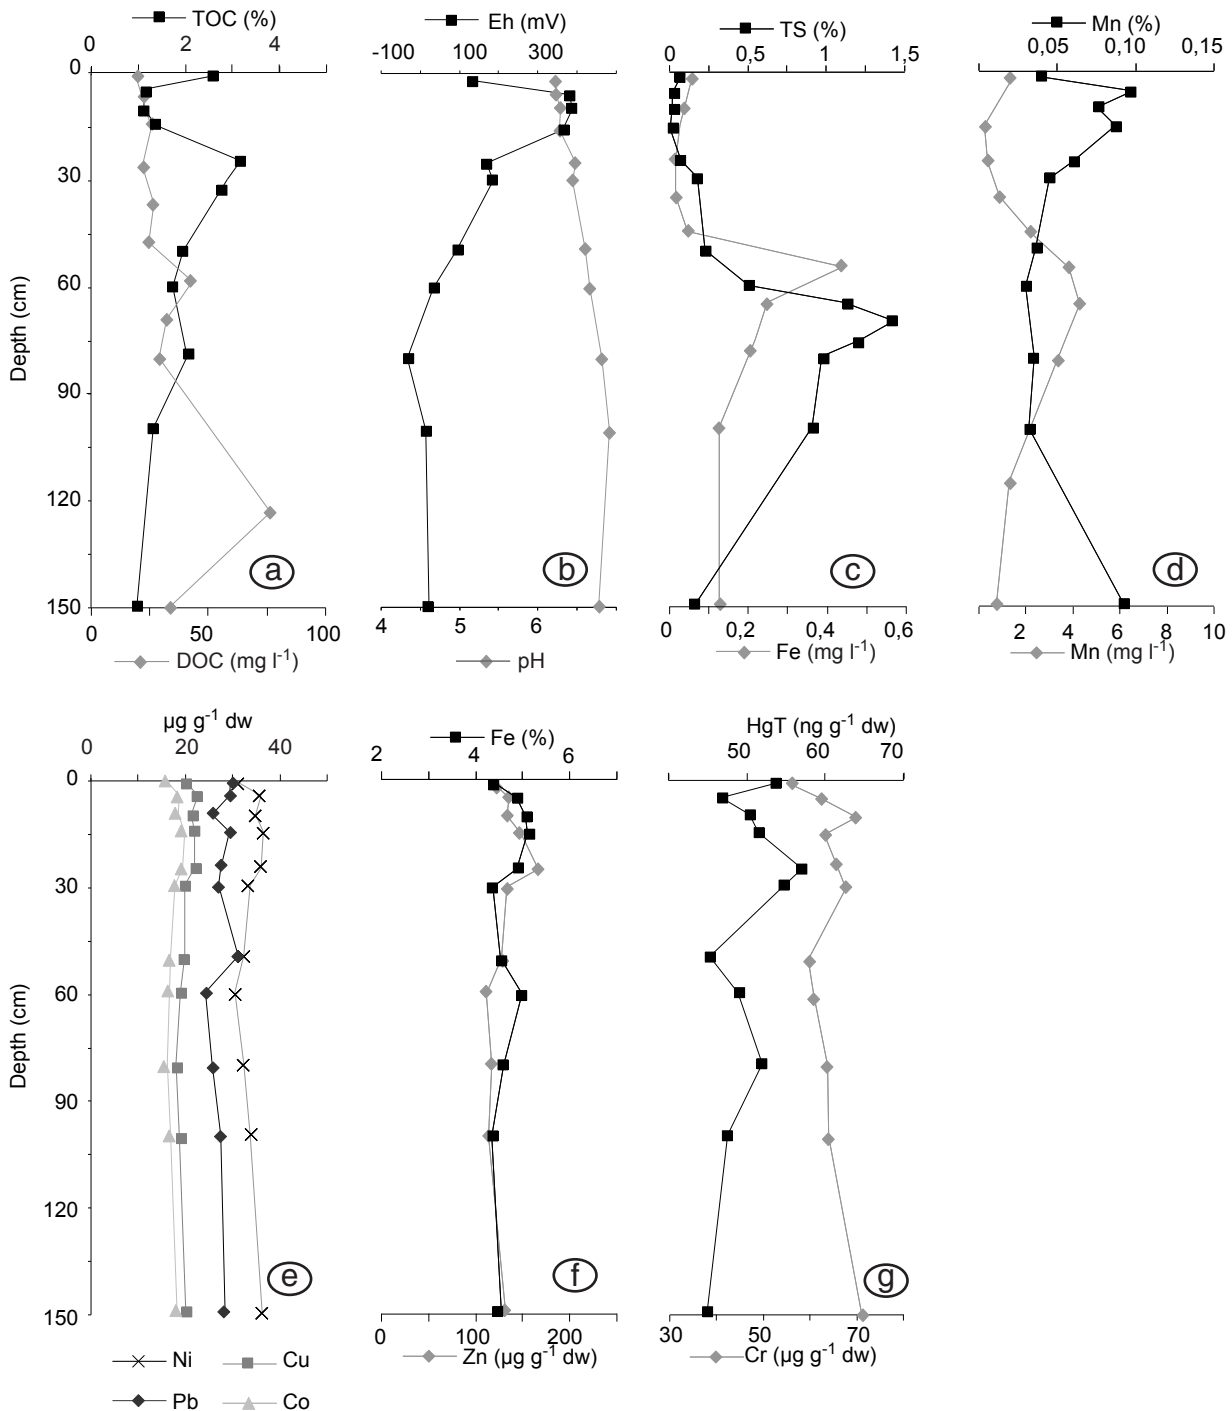 TOC (%)
0 2 4
Eh (mV)
-100 100 300
TS (%)
0 0,5 1 1,5
Mn (%)
0,05 0,100 0,15
Depth (cm)
0
30
60
90
120
150
a
b
c
d
0 50 100
DOC (mg l-1)
4 5 6
pH
0 0,2 0,4 0,6
Fe (mg l-1)
2 4 6 8 10
Mn (mg l-1)
µg g-1 dw
0 20 40
Fe (%)
2 4 6
HgT (ng g-1 dw)
50 60 70
Depth (cm)
0
30
60
90
120
150
e
f
g
0 100 200
Zn (µg g-1 dw)
30 50 70
Cr (µg g-1 dw)
Ni Cu
Pb Co